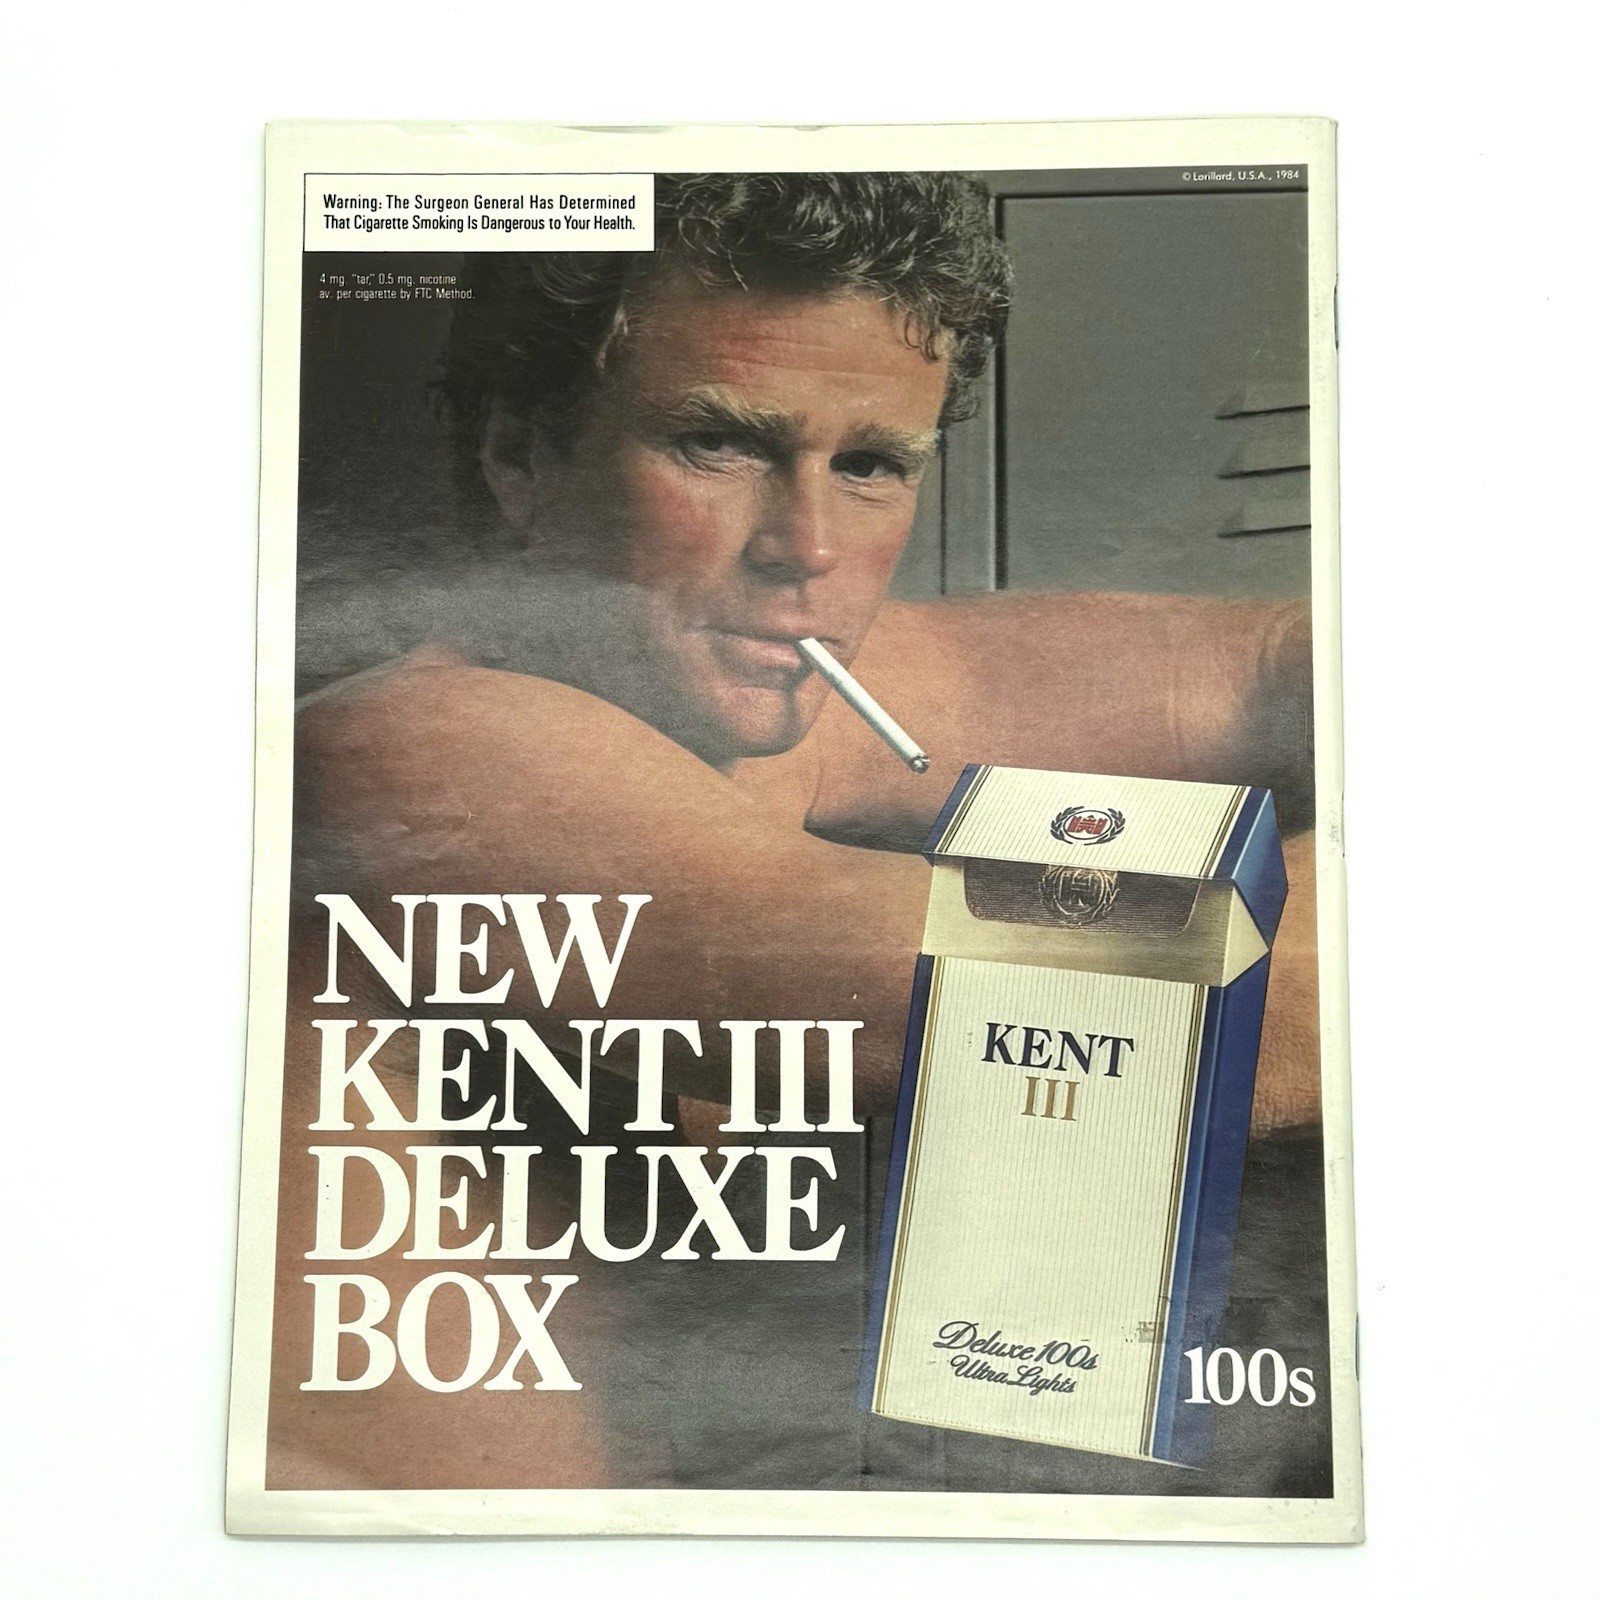 Warning: The Surgeon General Has Determined
That Cigarette Smoking Is Dangerous to Your Health.
© Lorillard, U.S.A., 1984
4 mg. "tar," 0.5 mg. nicotine
av. per cigarette by FTC Method.
NEW
KENT III
DELUXE
BOX
KENT
III
Deluxe 100s
Ultra Lights
100s